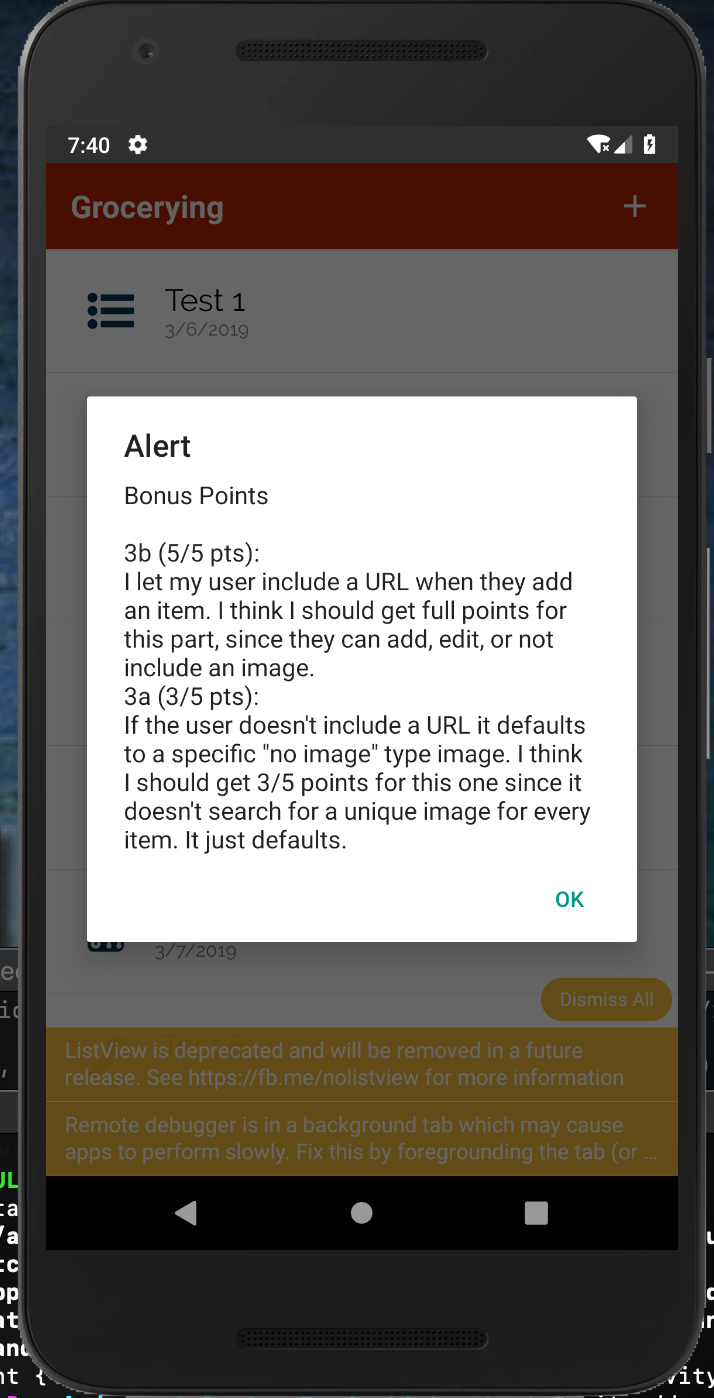 7:40
Grocerying
Test 1
3/6/2019
Alert
Bonus Points
3b (5/5 pts):
I let my user include a URL when they add
an item. I think I should get full points for
this part, since they can add, edit, or not
include an image.
3a (3/5 pts):
If the user doesn't include a URL it defaults
to a specific "no image" type image. I think
I should get 3/5 points for this one since it
doesn't search for a unique image for every
item. It just defaults.
OK
3/7/2019
Dismiss All
ListView is deprecated and will be removed in a future
release. See https://fb.me/nolistview for more information
Remote debugger is in a background tab which may cause
apps to perform slowly. Fix this by foregrounding the tab (or ...